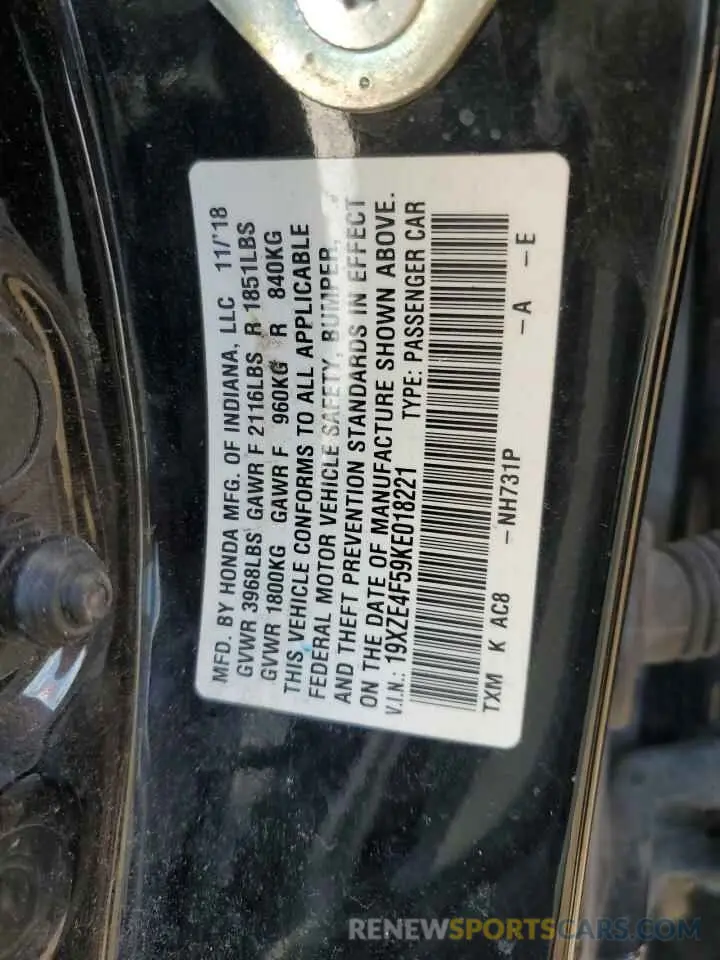 MFD. BY HONDA MFG. OF INDIANA, LLC 11/'18
GVWR 3968LBS GAWR F 2116LBS R 1851LBS
GVWR 1800KG GAWR F 960KG R 840KG
THIS VEHICLE CONFORMS TO ALL APPLICABLE
FEDERAL MOTOR VEHICLE SAFETY, BUMPER,
AND THEFT PREVENTION STANDARDS IN EFFECT
ON THE DATE OF MANUFACTURE SHOWN ABOVE.
V.I.N.: 19XZE4F59KE018221 TYPE: PASSENGER CAR
TXM K AC8 - NH731P - A - E
RENEWSPORTSCARS.COM